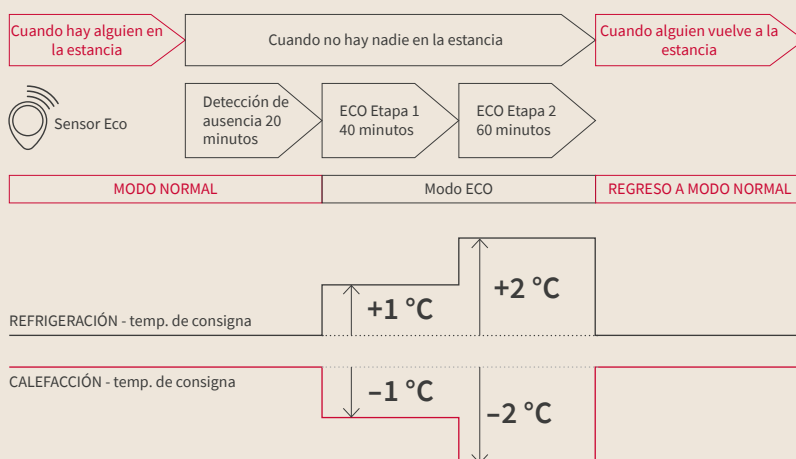 Cuando hay alguien en
la estancia
Cuando no hay nadie en la estancia
Cuando alguien vuelve a la
estancia
Sensor Eco
Detección de
ausencia 20
minutos
ECO Etapa 1
40 minutos
ECO Etapa 2
60 minutos
MODO NORMAL
Modo ECO
REGRESO A MODO NORMAL
+1 °C
+2 °C
REFRIGERACIÓN - temp. de consigna
CALEFACCIÓN - temp. de consigna
–1 °C
–2 °C